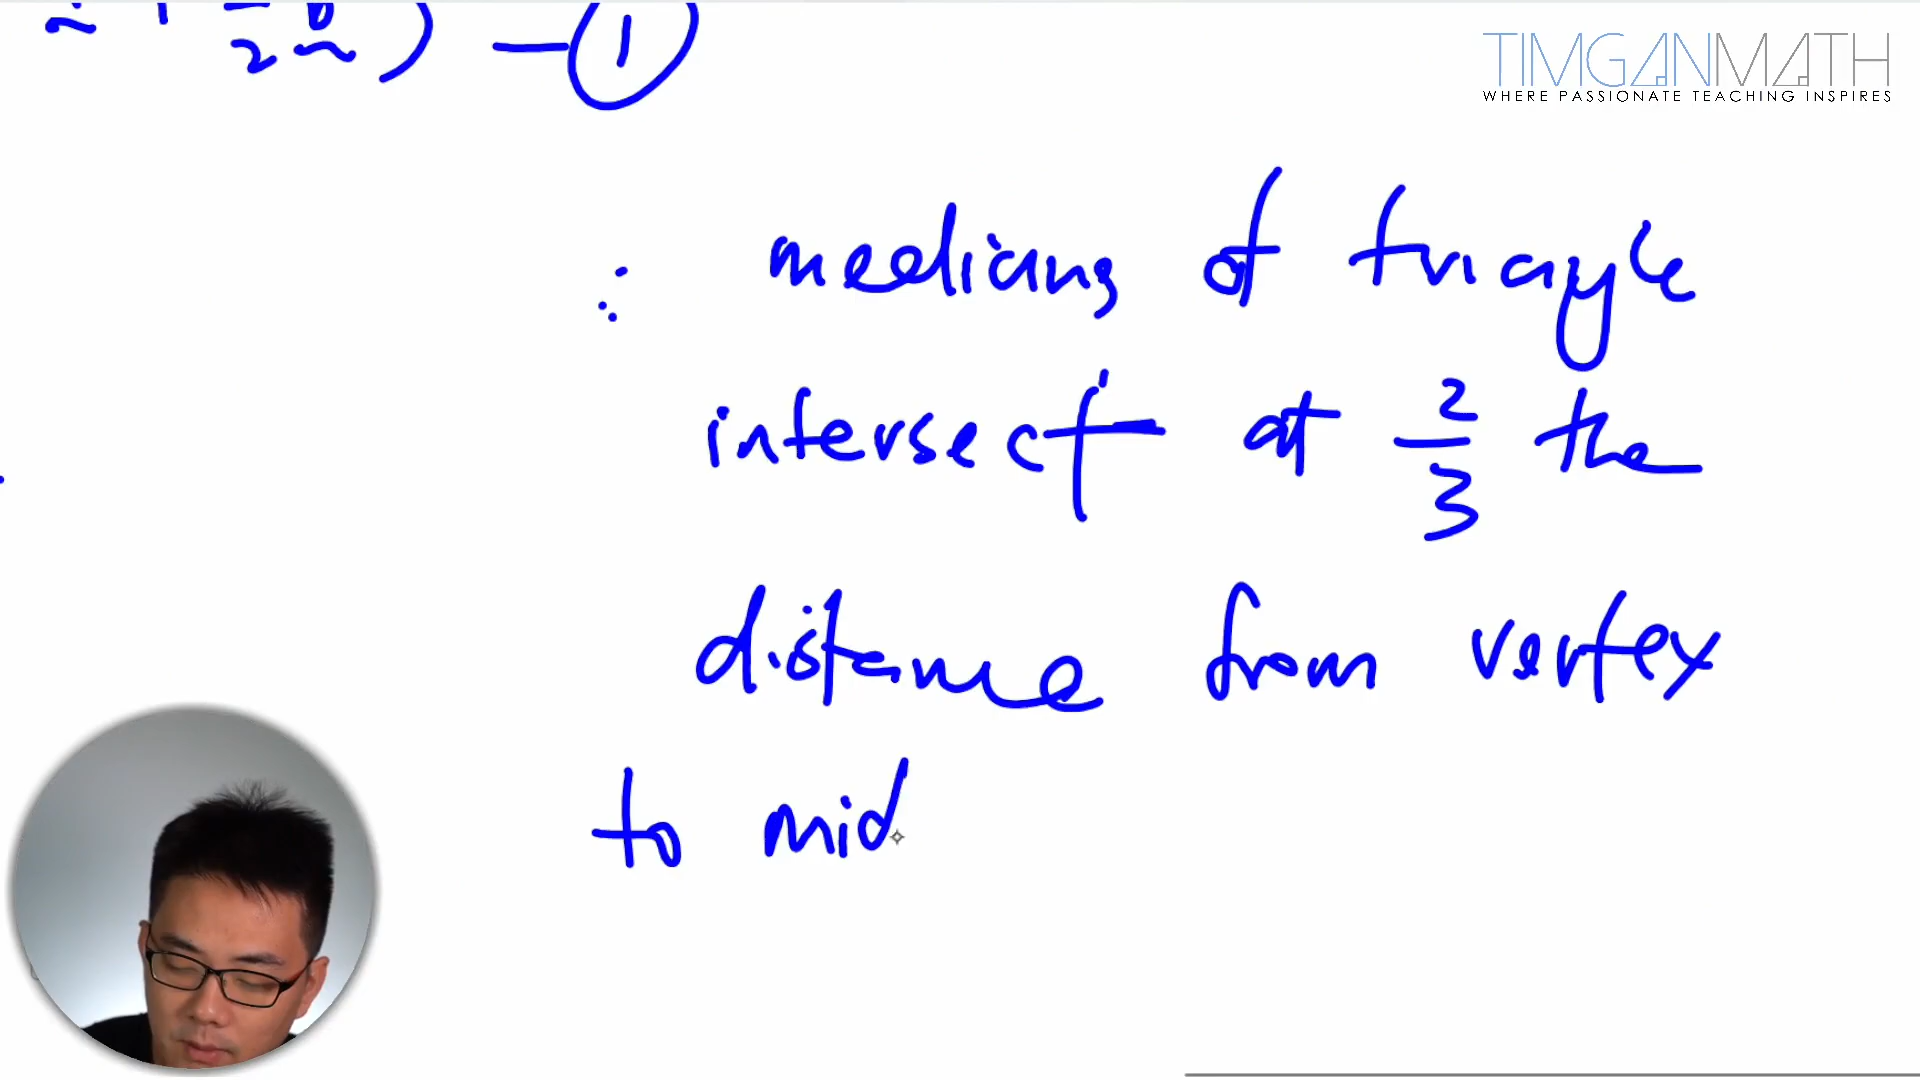 ~ 2 ~ ) — ①
TIMGANMATH
WHERE PASSIONATE TEACHING INSPIRES
∴ medians of triangle
intersect at 2/3 the
distance from vertex
to mid